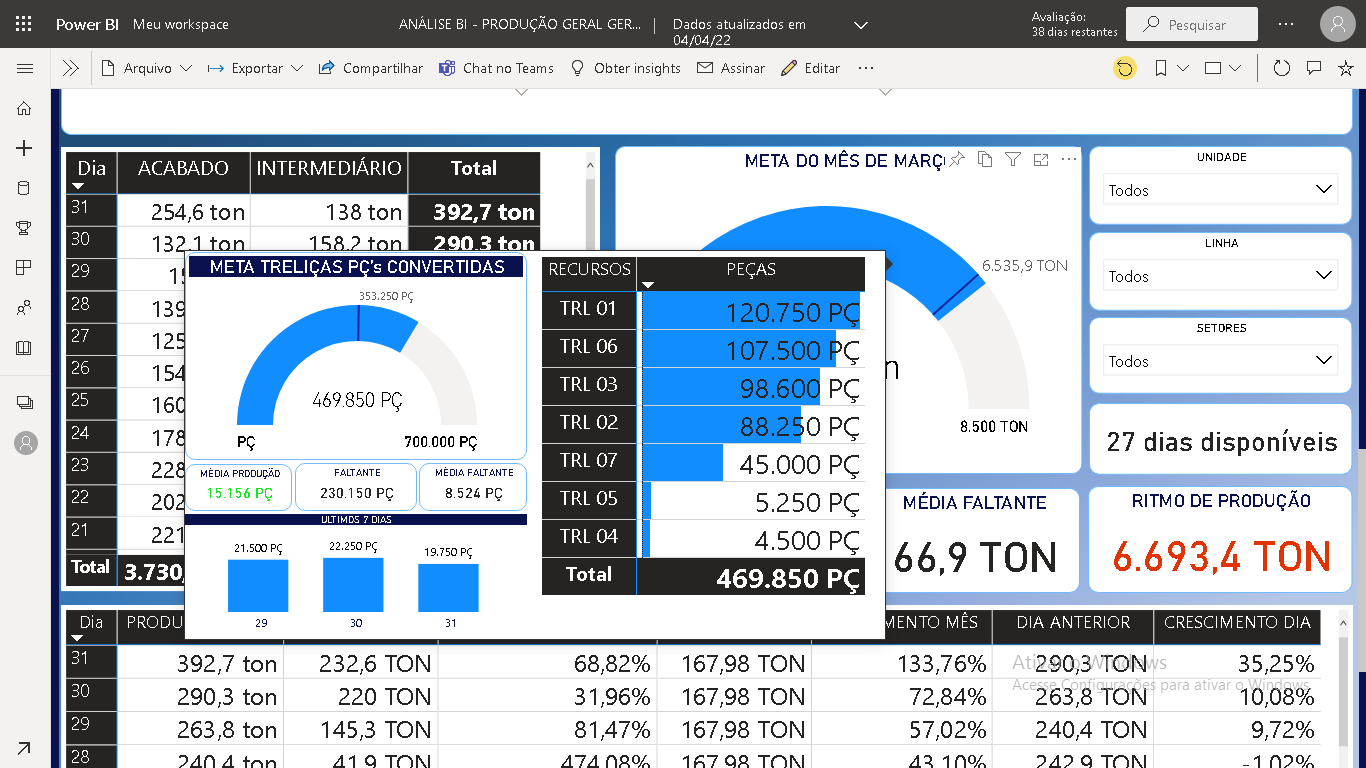 Power BI Meu workspace ANÁLISE BI - PRODUÇÃO GERAL GER... Dados atualizados em
04/04/22
Avaliação:
38 dias restantes
Pesquisar
Arquivo Exportar Compartilhar Chat no Teams Obter insights Assinar Editar
Dia ACABADO INTERMEDIÁRIO Total
31 254,6 ton 138 ton 392,7 ton
30 132,1 ton 158,2 ton 290,3 ton
29
28 139
27 125
26 154
25 160
24 178
23 228
22 202
21 221
Total 3.730,
META TRELIÇAS PÇ's CONVERTIDAS
353.250 PÇ
469.850 PÇ
PÇ 700.000 PÇ
MÉDIA PRODUÇÃO FALTANTE MÉDIA FALTANTE
15.156 PÇ 230.150 PÇ 8.524 PÇ
ULTIMOS 7 DIAS
21.500 PÇ 22.250 PÇ 19.750 PÇ
29 30 31
RECURSOS PEÇAS
TRL 01 120.750 PÇ
TRL 06 107.500 PÇ
TRL 03 98.600 PÇ
TRL 02 88.250 PÇ
TRL 07 45.000 PÇ
TRL 05 5.250 PÇ
TRL 04 4.500 PÇ
Total 469.850 PÇ
META DO MÊS DE MARÇ
6.535,9 TON
8.500 TON
UNIDADE
Todos
LINHA
Todos
SETORES
Todos
27 dias disponíveis
MÉDIA FALTANTE
66,9 TON
RITMO DE PRODUÇÃO
6.693,4 TON
Dia PRODU MENTO MÊS DIA ANTERIOR CRESCIMENTO DIA
31 392,7 ton 232,6 TON 68,82% 167,98 TON 133,76% 290,3 TON 35,25%
30 290,3 ton 220 TON 31,96% 167,98 TON 72,84% 263,8 TON 10,08%
29 263,8 ton 145,3 TON 81,47% 167,98 TON 57,02% 240,4 TON 9,72%
28 240,4 ton 41,9 TON 474,08% 167,98 TON 43,10% 242,9 TON -1,02%
Ativar o Windows
Acesse Configurações para ativar o Windows.